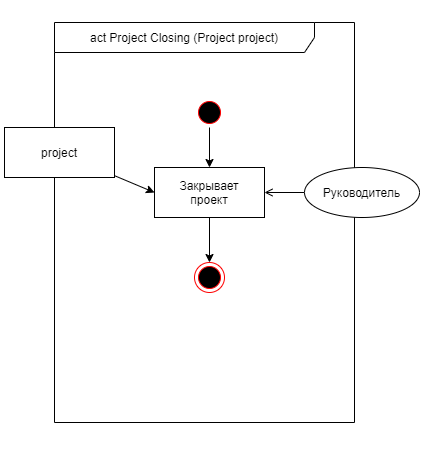 act Project Closing (Project project)
project
Закрывает
проект
Руководитель